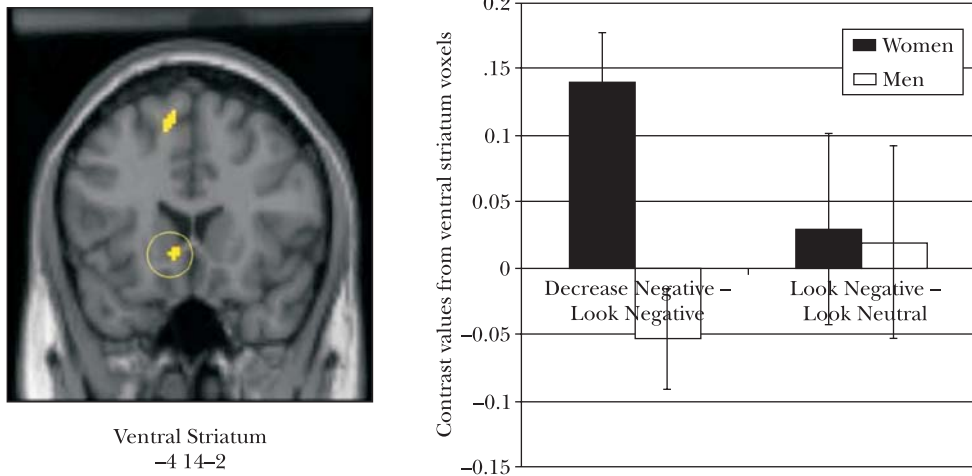 Ventral Striatum
–4 14–2
Contrast values from ventral striatum voxels
0.2
.15
0.1
0.05
0
–0.05
–0.1
–0.15
Women
Men
Decrease Negative –
Look Negative
Look Negative –
Look Neutral